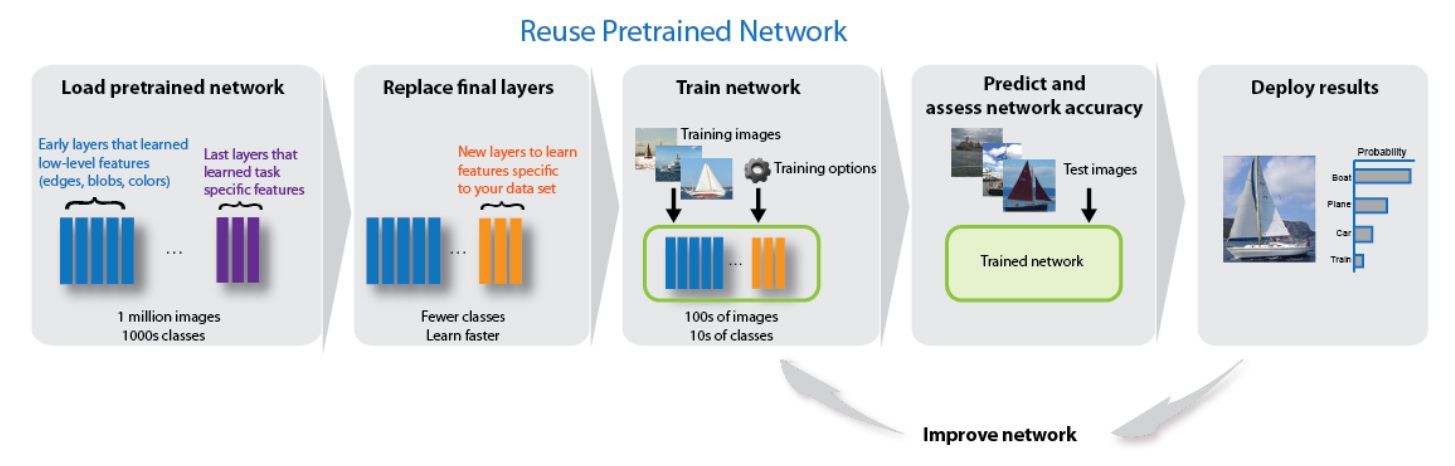 Reuse Pretrained Network
Load pretrained network
Early layers that learned
low-level features
(edges, blobs, colors)
Last layers that
learned task
specific features
...
1 million images
1000s classes
Replace final layers
New layers to learn
features specific
to your data set
...
Fewer classes
Learn faster
Train network
Training images
Training options
...
100s of images
10s of classes
Predict and
assess network accuracy
Test images
Trained network
Deploy results
Probability
Boat
Plane
Car
Train
Improve network